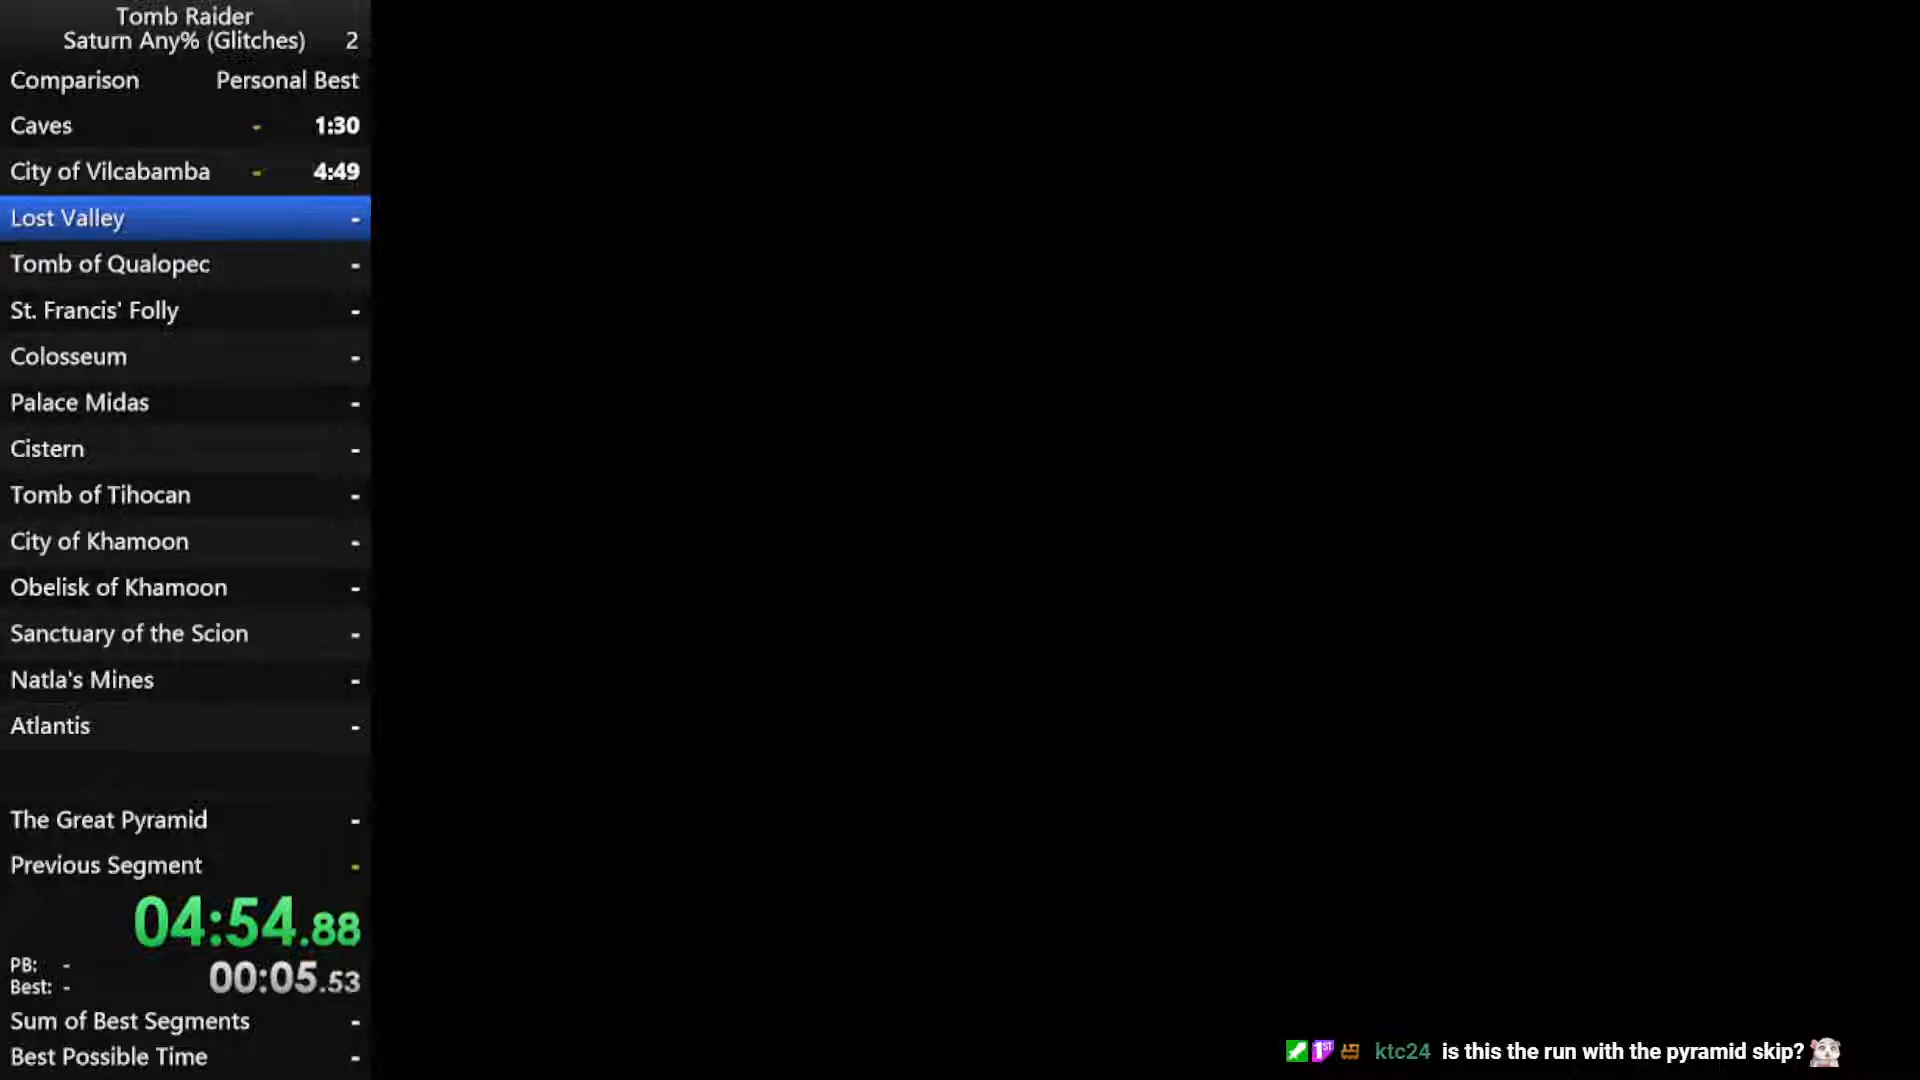 Tomb Raider
Saturn Any% (Glitches) 2
Comparison Personal Best
Caves - 1:30
City of Vilcabamba - 4:49
Lost Valley -
Tomb of Qualopec -
St. Francis' Folly -
Colosseum -
Palace Midas -
Cistern -
Tomb of Tihocan -
City of Khamoon -
Obelisk of Khamoon -
Sanctuary of the Scion -
Natla's Mines -
Atlantis -
The Great Pyramid -
Previous Segment -
04:54.88
PB: -
Best: - 00:05.53
Sum of Best Segments -
Best Possible Time -
1ST ktc24 is this the run with the pyramid skip?